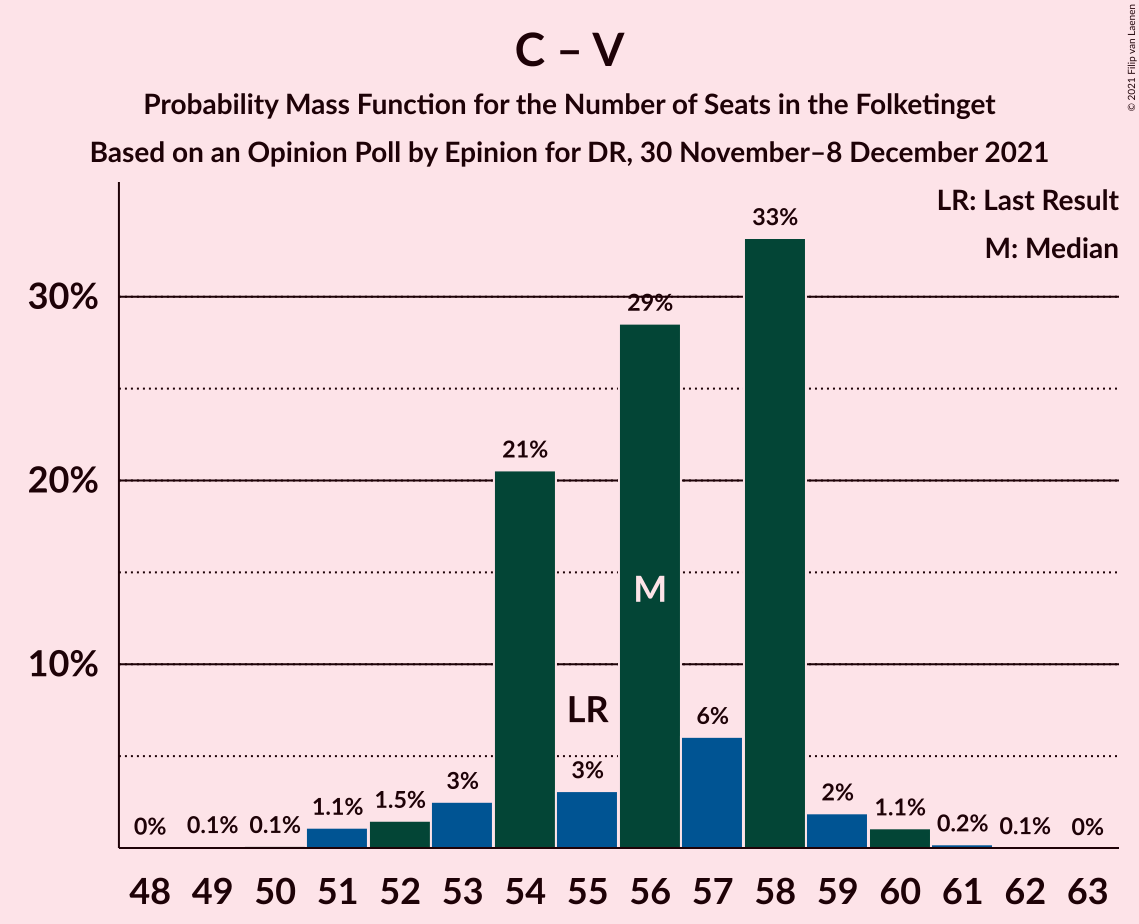 C – V
Probability Mass Function for the Number of Seats in the Folketinget
Based on an Opinion Poll by Epinion for DR, 30 November–8 December 2021
© 2021 Filip van Laenen
LR: Last Result
M: Median
30%
20%
10%
0%
0.1%
0.1%
1.1%
1.5%
3%
21%
3%
29%
6%
33%
2%
1.1%
0.2%
0.1%
0%
LR
M
48 49 50 51 52 53 54 55 56 57 58 59 60 61 62 63